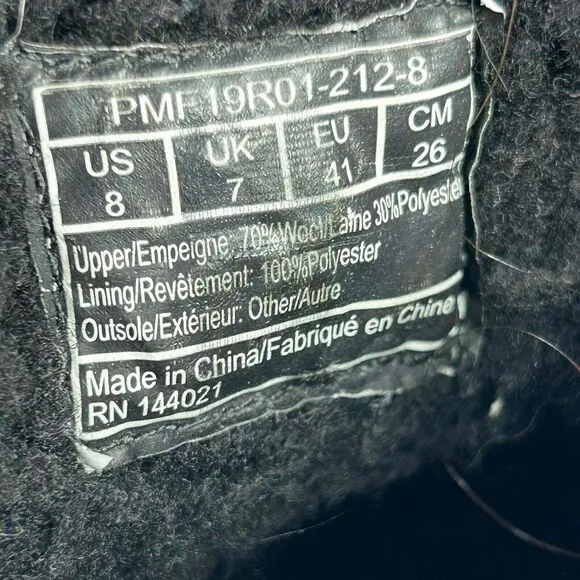 PMF19R01-212-8
US UK EU CM
8 7 41 26
Upper/Empeigne: 70%Wool/Laine 30%Polyester
Lining/Revêtement: 100%Polyester
Outsole/Extérieur: Other/Autre
Made in China/Fabriqué en Chine
RN 144021